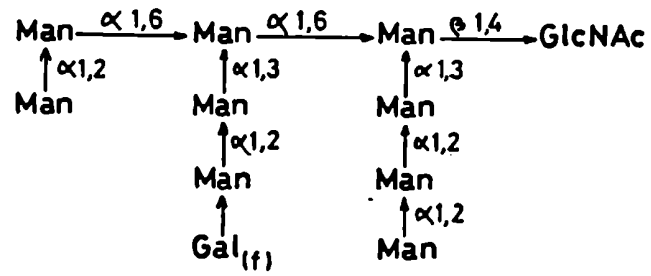 α1,6 α1,6 β1,4
Man Man Man GlcNAc
α1,2 α1,3 α1,3
Man Man Man
α1,2 α1,2
Man Man
α1,2
Gal(f) Man